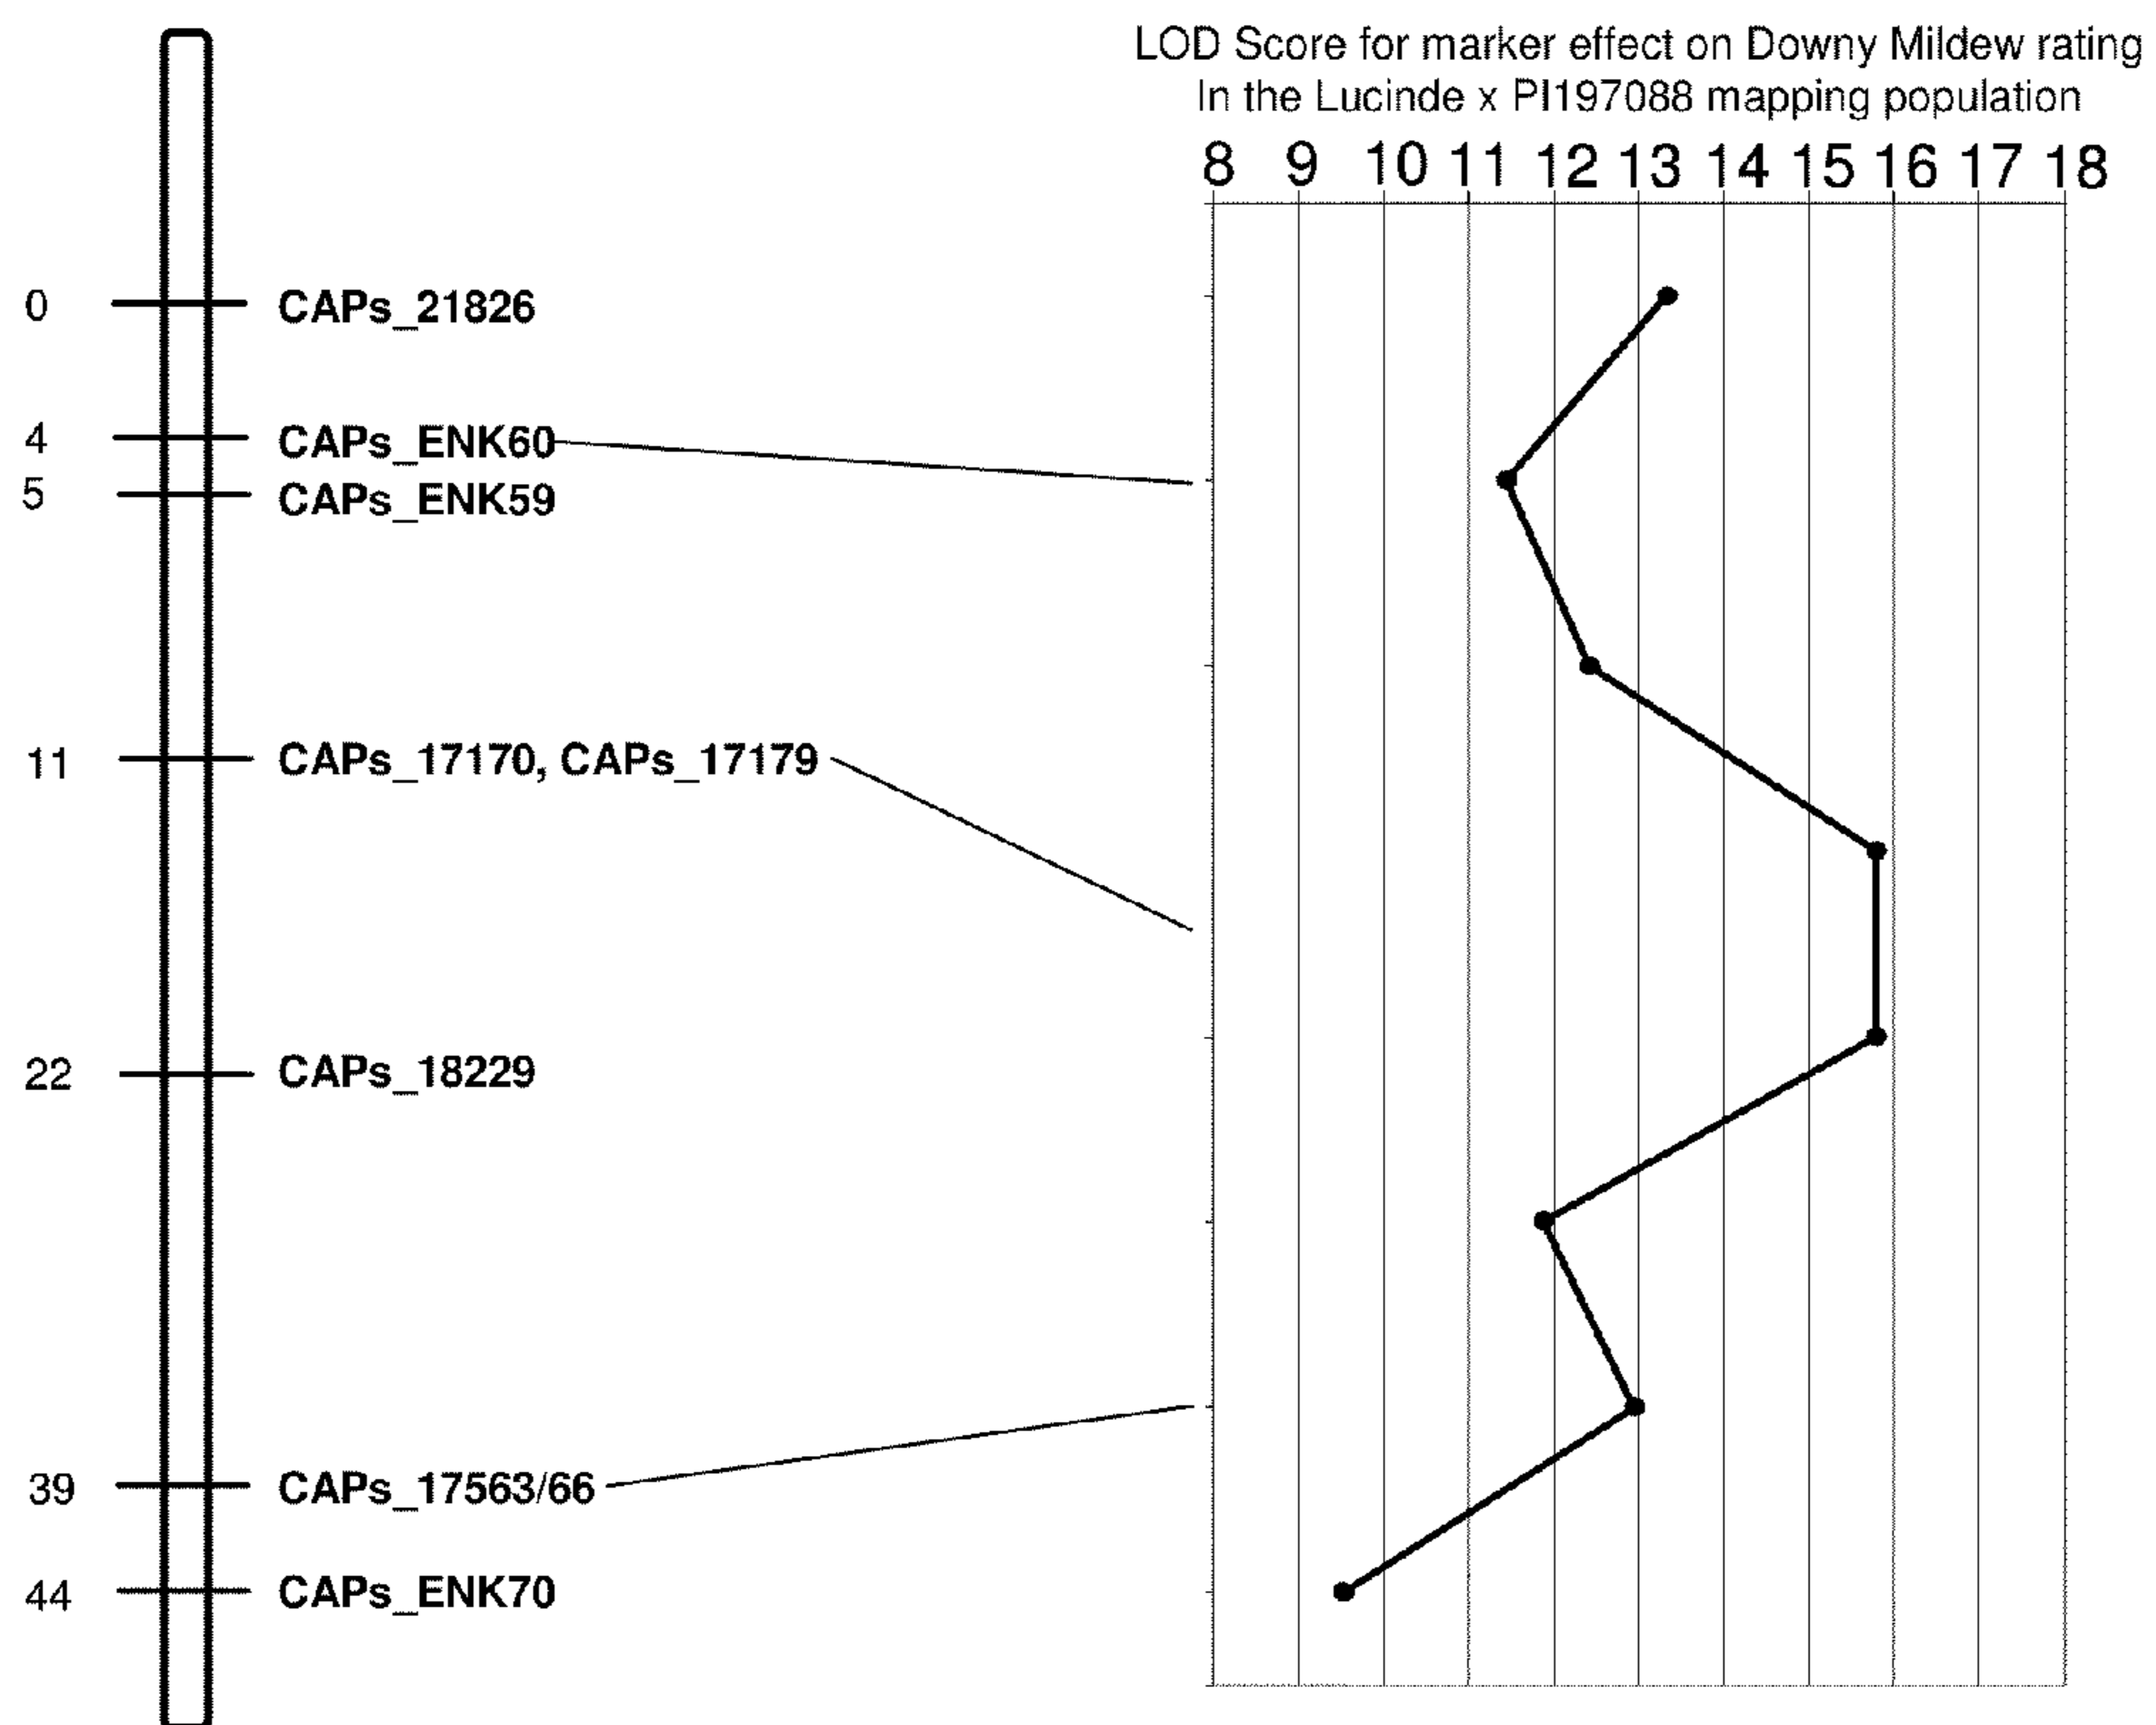 LOD Score for marker effect on Downy Mildew rating
In the Lucinde x PI197088 mapping population
8 9 10 11 12 13 14 15 16 17 18
0 CAPs_21826
4 CAPs_ENK60
5 CAPs_ENK59
11 CAPs_17170, CAPs_17179
22 CAPs_18229
39 CAPs_17563/66
44 CAPs_ENK70